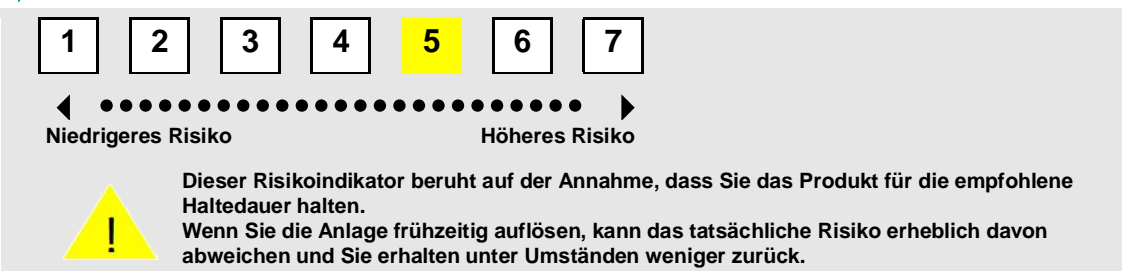 1 2 3 4 5 6 7
Niedrigeres Risiko Höheres Risiko
Dieser Risikoindikator beruht auf der Annahme, dass Sie das Produkt für die empfohlene
Haltedauer halten.
! Wenn Sie die Anlage frühzeitig auflösen, kann das tatsächliche Risiko erheblich davon
abweichen und Sie erhalten unter Umständen weniger zurück.